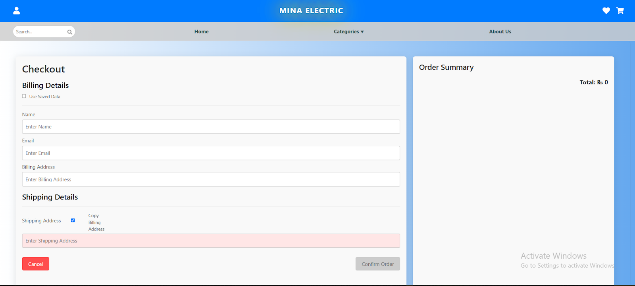 MINA ELECTRIC
Search
Home
Categories ▾
About Us
Checkout
Billing Details
Use Saved Data
Name
Enter Name
Email
Enter Email
Billing Address
Enter Billing Address
Shipping Details
Shipping Address
Copy
Billing
Address
Enter Shipping Address
Cancel
Confirm Order
Order Summary
Total: Rs 0
Activate Windows
Go to Settings to activate Windows.